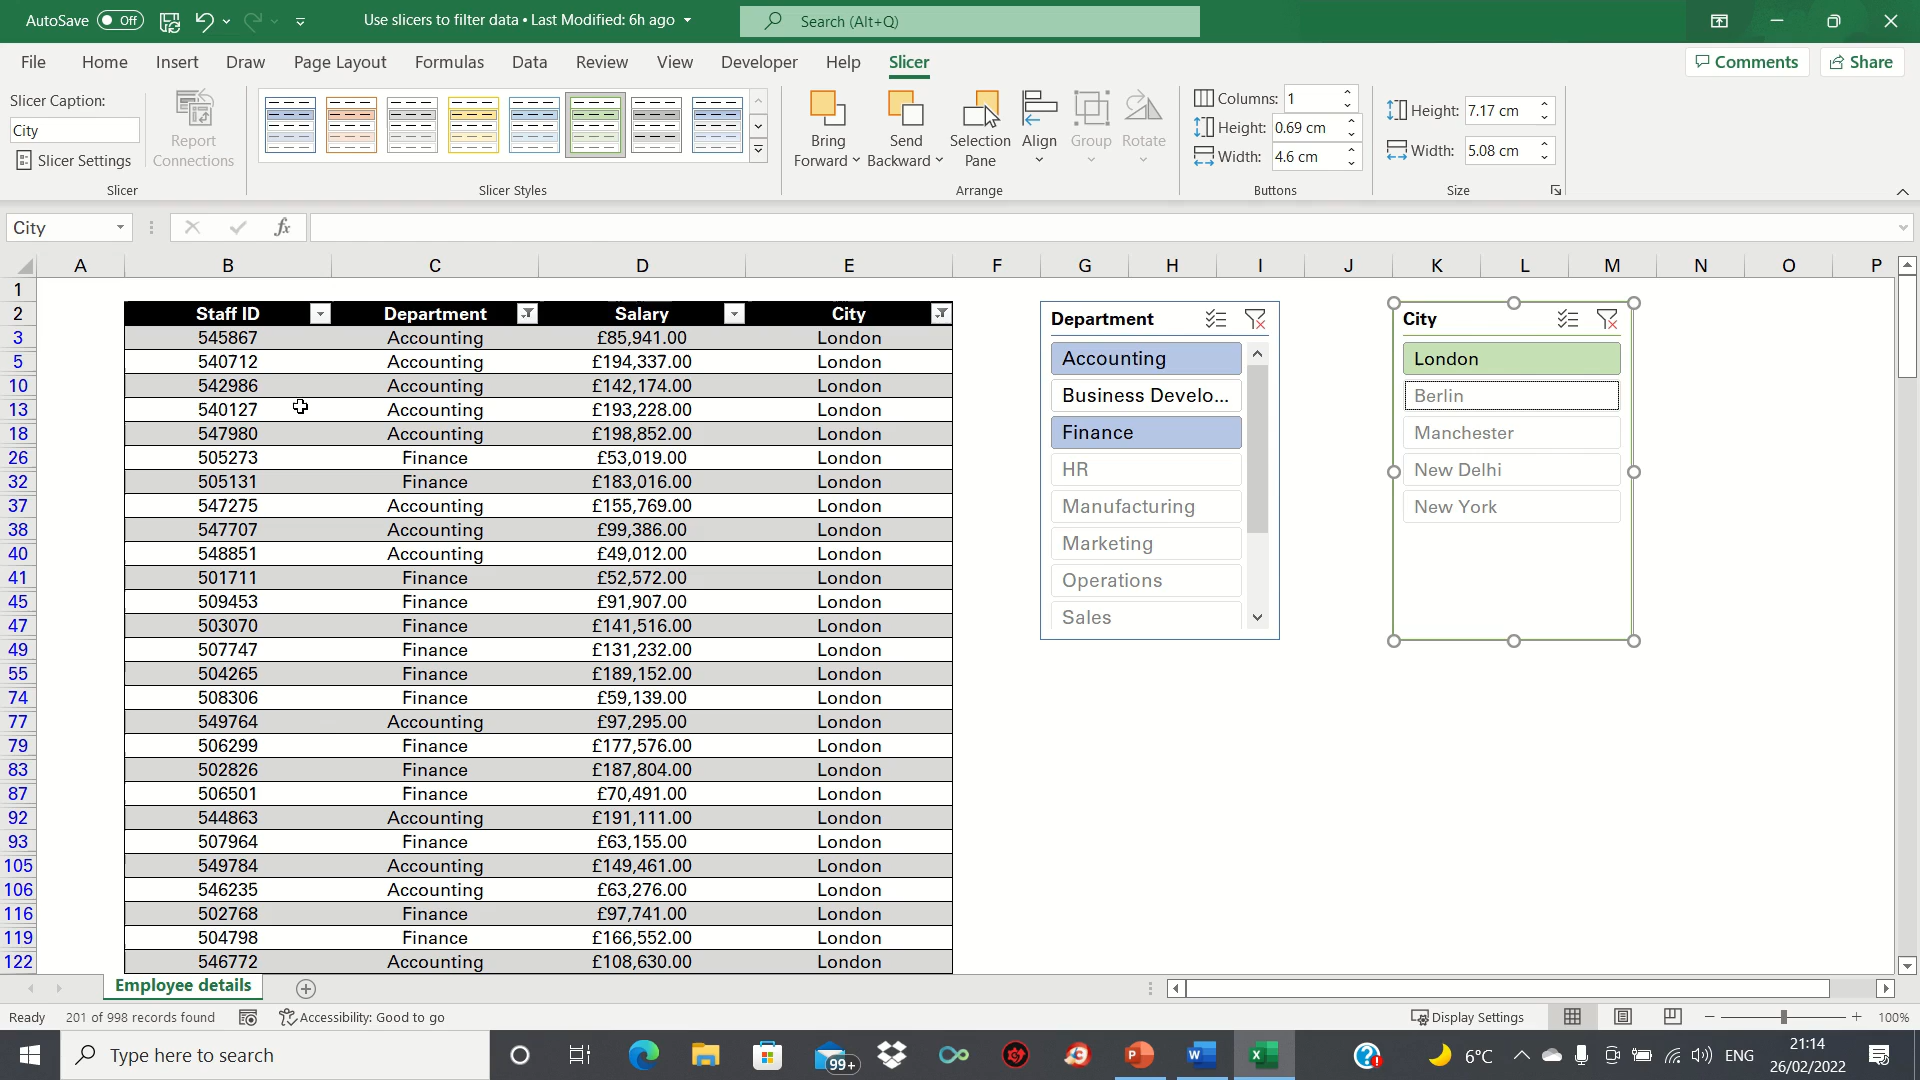 AutoSave Off Use slicers to filter data • Last Modified: 6h ago Search (Alt+Q)
File Home Insert Draw Page Layout Formulas Data Review View Developer Help Slicer Comments Share
Slicer Caption:
City
Slicer Settings
Report
Connections
Slicer
Slicer Styles
Bring
Forward
Send
Backward
Selection
Pane
Align
Group
Rotate
Arrange
Columns: 1
Height: 0.69 cm
Width: 4.6 cm
Buttons
Height: 7.17 cm
Width: 5.08 cm
Size
City fx
A B C D E F G H I J K L M N O P
1
2 Staff ID Department Salary City
3 545867 Accounting £85,941.00 London
5 540712 Accounting £194,337.00 London
10 542986 Accounting £142,174.00 London
13 540127 Accounting £193,228.00 London
18 547980 Accounting £198,852.00 London
26 505273 Finance £53,019.00 London
32 505131 Finance £183,016.00 London
37 547275 Accounting £155,769.00 London
38 547707 Accounting £99,386.00 London
40 548851 Accounting £49,012.00 London
41 501711 Finance £52,572.00 London
45 509453 Finance £91,907.00 London
47 503070 Finance £141,516.00 London
49 507747 Finance £131,232.00 London
55 504265 Finance £189,152.00 London
74 508306 Finance £59,139.00 London
77 549764 Accounting £97,295.00 London
79 506299 Finance £177,576.00 London
83 502826 Finance £187,804.00 London
87 506501 Finance £70,491.00 London
92 544863 Accounting £191,111.00 London
93 507964 Finance £63,155.00 London
105 549784 Accounting £149,461.00 London
106 546235 Accounting £63,276.00 London
116 502768 Finance £97,741.00 London
119 504798 Finance £166,552.00 London
122 546772 Accounting £108,630.00 London
Department
Accounting
Business Develo...
Finance
HR
Manufacturing
Marketing
Operations
Sales
City
London
Berlin
Manchester
New Delhi
New York
Employee details
Ready 201 of 998 records found Accessibility: Good to go Display Settings 100%
Type here to search 99+ 6°C ENG 21:14
26/02/2022